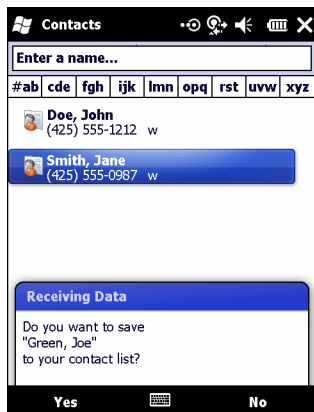 Contacts
Enter a name...
#ab cde fgh ijk lmn opq rst uvw xyz
Doe, John
(425) 555-1212 w
Smith, Jane
(425) 555-0987 w
Receiving Data
Do you want to save
"Green, Joe"
to your contact list?
Yes No